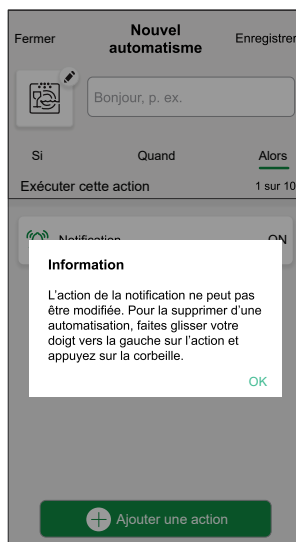 Fermer
Nouvel
automatisme
Enregistrer
Bonjour, p. ex.
Si
Quand
Alors
Exécuter cette action
1 sur 10
Notification
ON
Information
L'action de la notification ne peut pas
être modifiée. Pour la supprimer d'une
automatisation, faites glisser votre
doigt vers la gauche sur l'action et
appuyez sur la corbeille.
OK
Ajouter une action